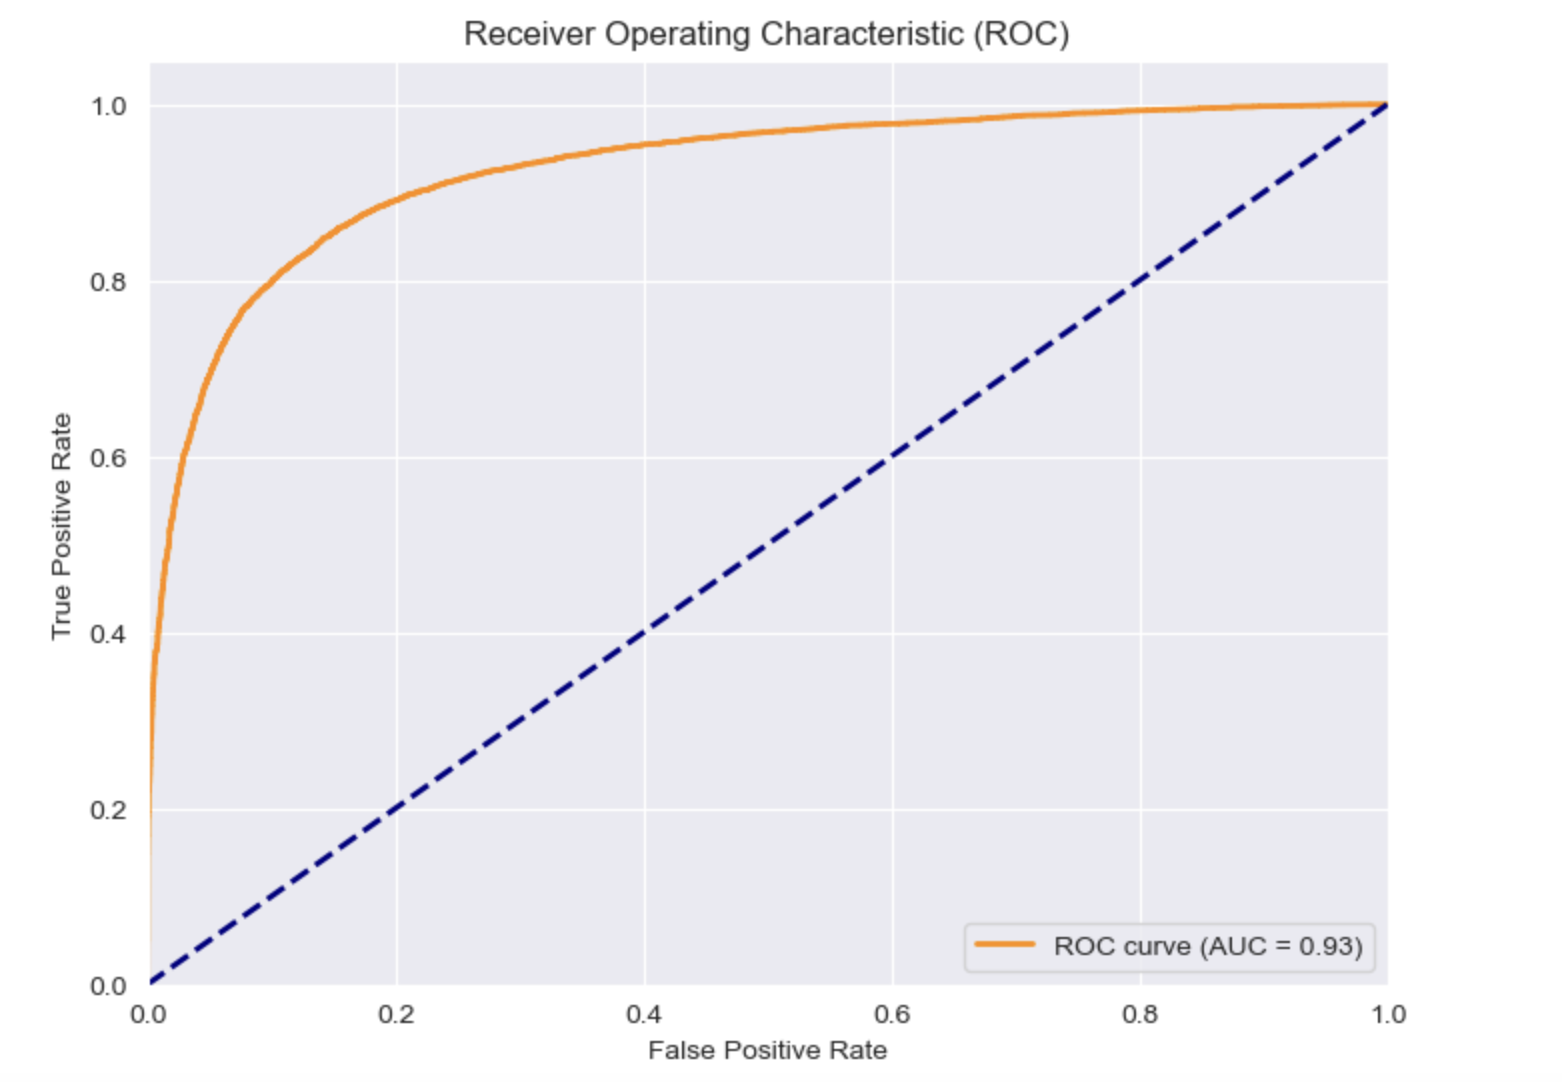 Receiver Operating Characteristic (ROC)
1.0
0.8
0.6
0.4
0.2
0.0
True Positive Rate
ROC curve (AUC = 0.93)
0.0 0.2 0.4 0.6 0.8 1.0
False Positive Rate